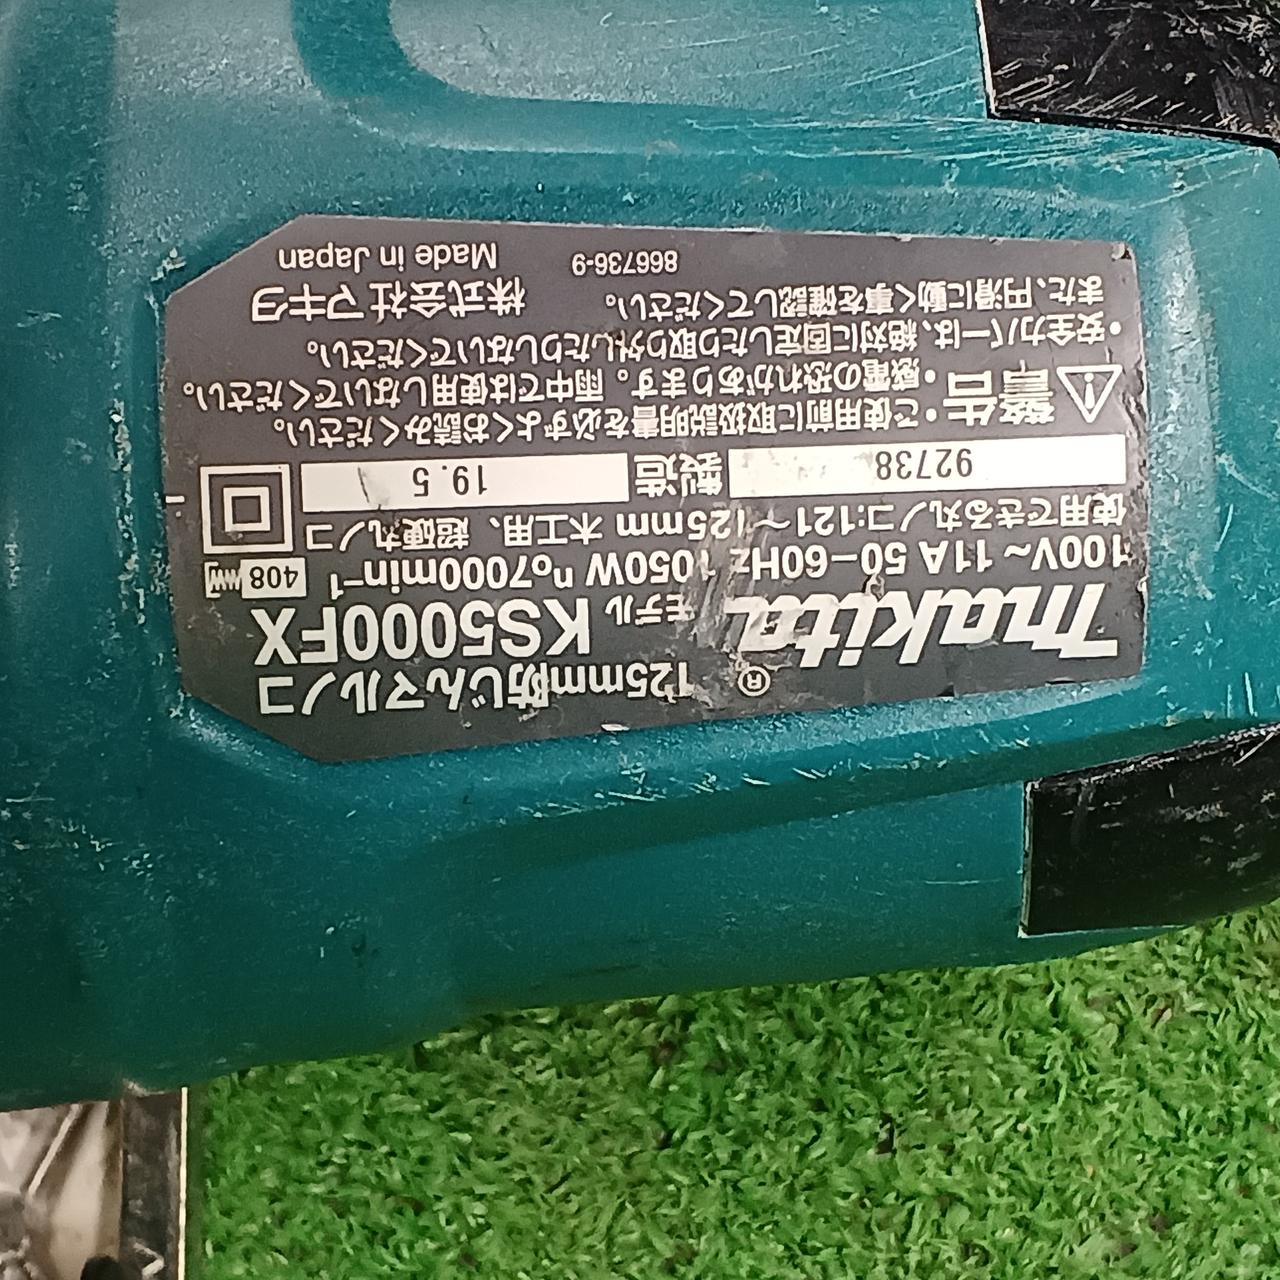 125mm防じんマルノコ
makita® モデル KS5000FX
100V~ 11A 50-60Hz 1050W n₀7000min⁻¹ 408 MW
使用できる丸ノコ:121~125mm 木工用、超硬丸ノコ
92738 製造 19.5
警告 ・ご使用前に取扱説明書を必ずよくお読みください。
・感電の恐れがあります。雨中では使用しないでください。
・安全カバーは、絶対に固定したり取り外したりしないでください。
また、円滑に動く事を確認してください。 株式会社マキタ
866736-9 Made in Japan